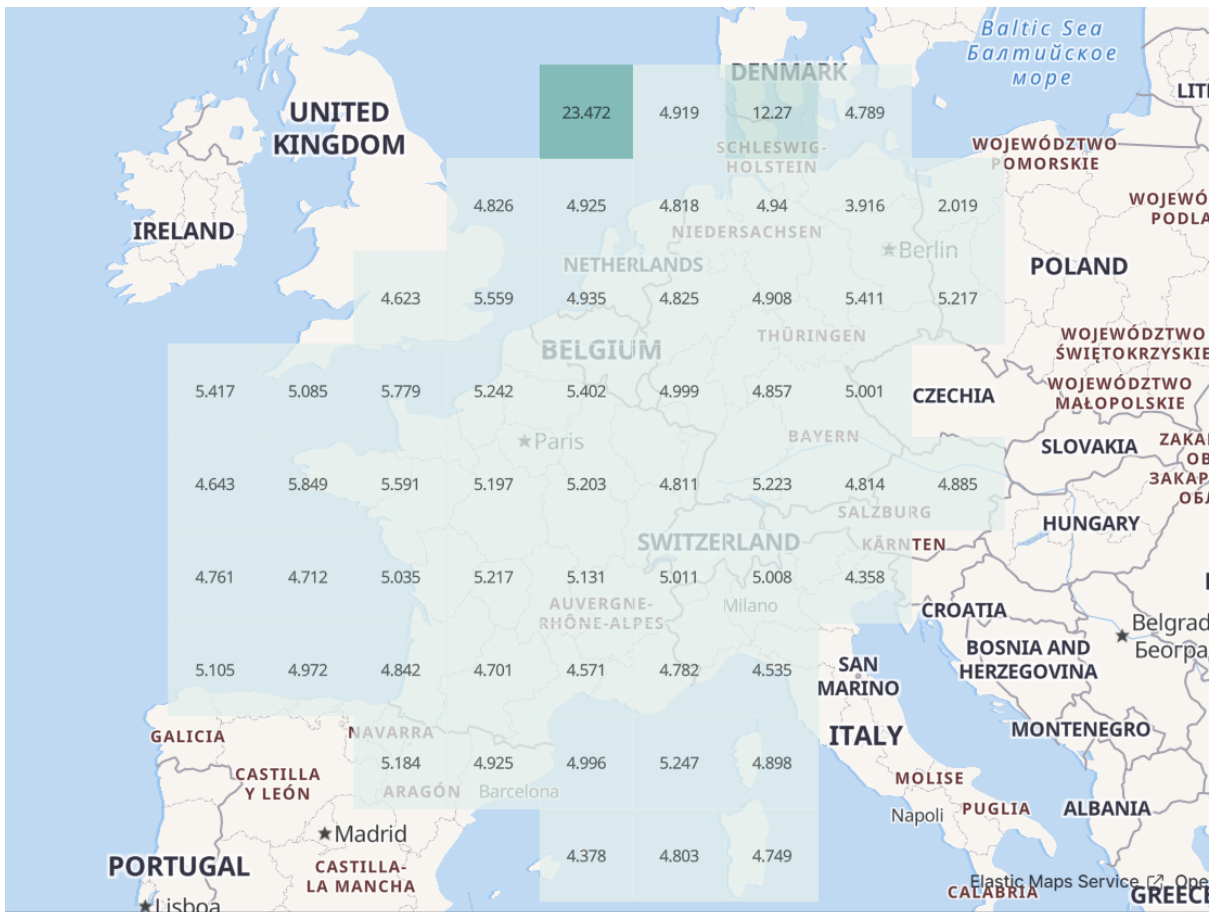 Baltic Sea
Балтийское
море
DENMARK
UNITED
KINGDOM
23.472
4.919
12.27
4.789
SCHLESWIG-
HOLSTEIN
WOJEWÓDZTWO
POMORSKIE
IRELAND
4.826
4.925
4.818
4.94
3.916
2.019
NIEDERSACHSEN
Berlin
NETHERLANDS
POLAND
4.623
5.559
4.935
4.825
4.908
5.411
5.217
THÜRINGEN
WOJEWÓDZTWO
ŚWIĘTOKRZYSKIE
BELGIUM
5.417
5.085
5.779
5.242
5.402
4.999
4.857
5.001
CZECHIA
WOJEWÓDZTWO
MAŁOPOLSKIE
Paris
BAYERN
SLOVAKIA
4.643
5.849
5.591
5.197
5.203
4.811
5.223
4.814
4.885
SALZBURG
HUNGARY
SWITZERLAND
KÄRNTEN
4.761
4.712
5.035
5.217
5.131
5.011
5.008
4.358
AUVERGNE-
RHÔNE-ALPES
Milano
CROATIA
Belgrad
Београ
5.105
4.972
4.842
4.701
4.571
4.782
4.535
SAN
MARINO
BOSNIA AND
HERZEGOVINA
GALICIA
NAVARRA
ITALY
MONTENEGRO
5.184
4.925
4.996
5.247
4.898
CASTILLA
Y LEÓN
ARAGÓN
Barcelona
MOLISE
Napoli
PUGLIA
ALBANIA
Madrid
PORTUGAL
CASTILLA-
LA MANCHA
4.378
4.803
4.749
Elastic Maps Service
Ope
CALABRIA
GREECE
Lisboa